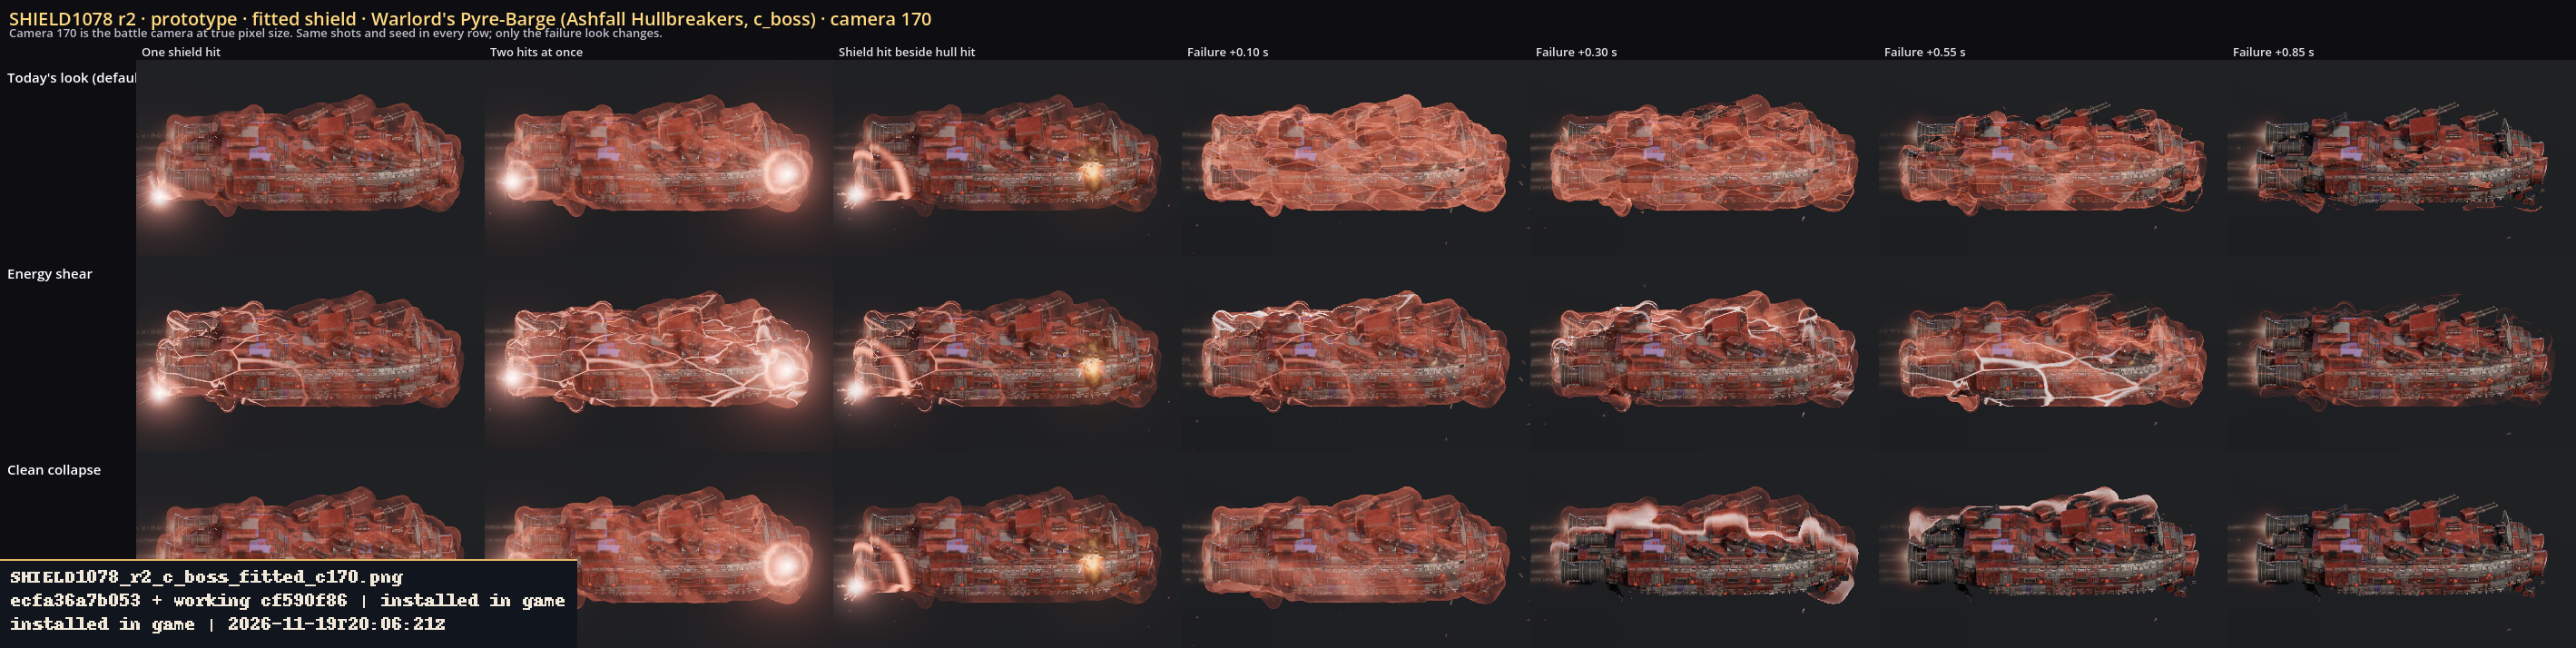 SHIELD1078 r2 · prototype · fitted shield · Warlord's Pyre-Barge (Ashfall Hullbreakers, c_boss) · camera 170
Camera 170 is the battle camera at true pixel size. Same shots and seed in every row; only the failure look changes.
One shield hit
Two hits at once
Shield hit beside hull hit
Failure +0.10 s
Failure +0.30 s
Failure +0.55 s
Failure +0.85 s
Today's look (defaul
Energy shear
Clean collapse
SHIELD1078_r2_c_boss_fitted_c170.png
ecfa36a7b053 + working cf590f86 | installed in game
installed in game | 2026-11-19T20:06:21Z